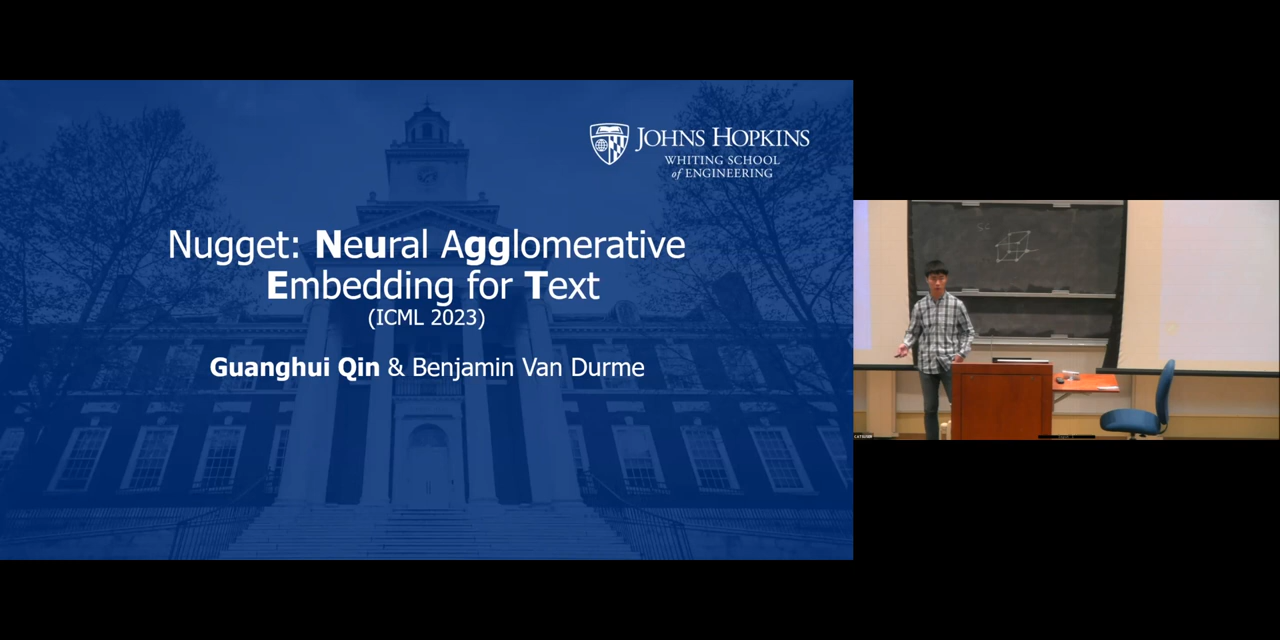 JOHNS HOPKINS
WHITING SCHOOL
of ENGINEERING
Nugget: Neural Agglomerative
Embedding for Text
(ICML 2023)
Guanghui Qin & Benjamin Van Durme